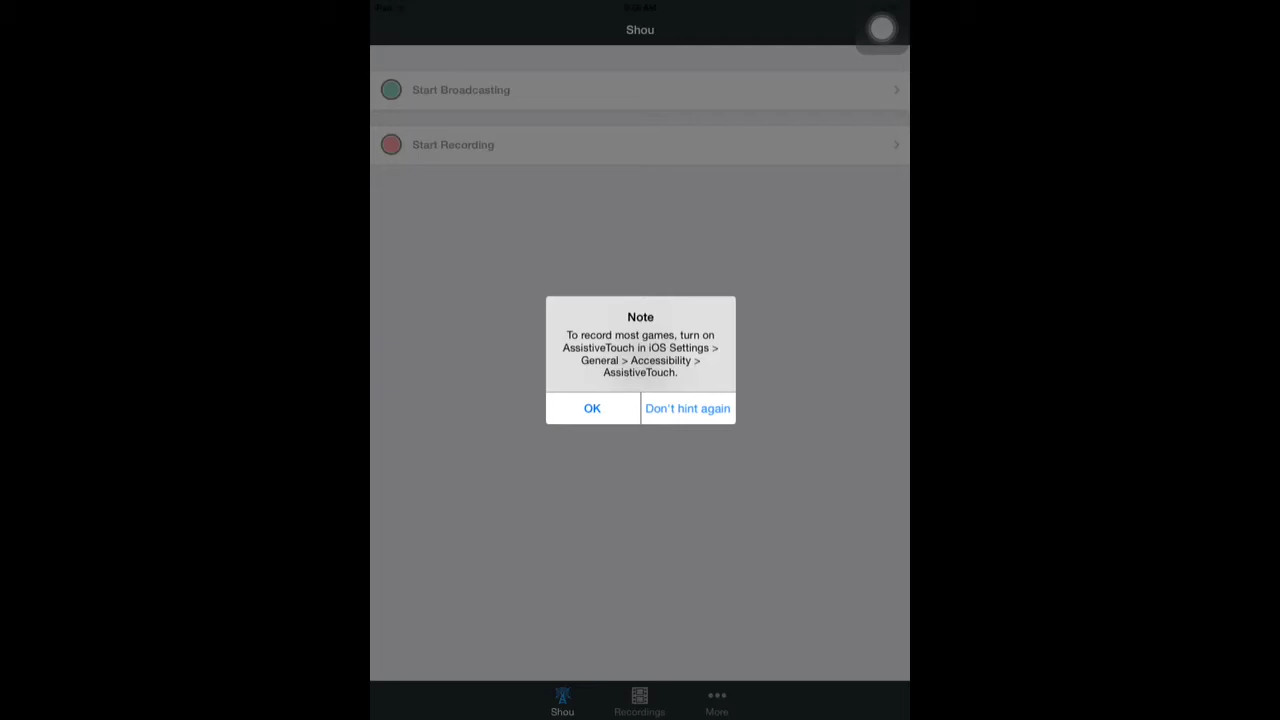 iPad
Shou
Start Broadcasting
Start Recording
Note
To record most games, turn on
AssistiveTouch in iOS Settings >
General > Accessibility >
AssistiveTouch.
OK
Don't hint again
Shou
Recordings
More